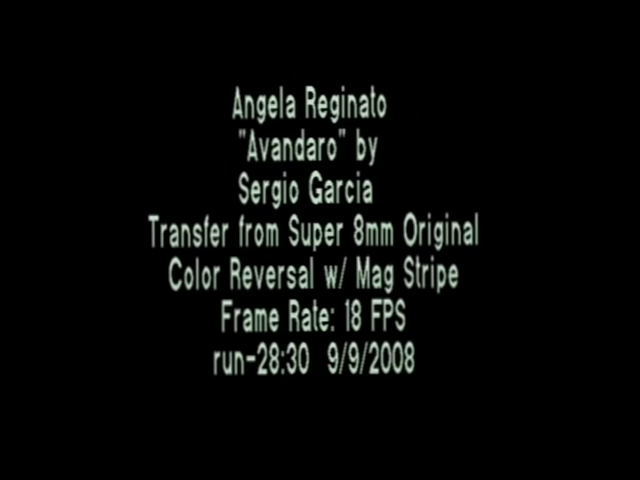 Angela Reginato
"Avandaro" by
Sergio Garcia
Transfer from Super 8mm Original
Color Reversal w/ Mag Stripe
Frame Rate: 18 FPS
run-28:30 9/9/2008